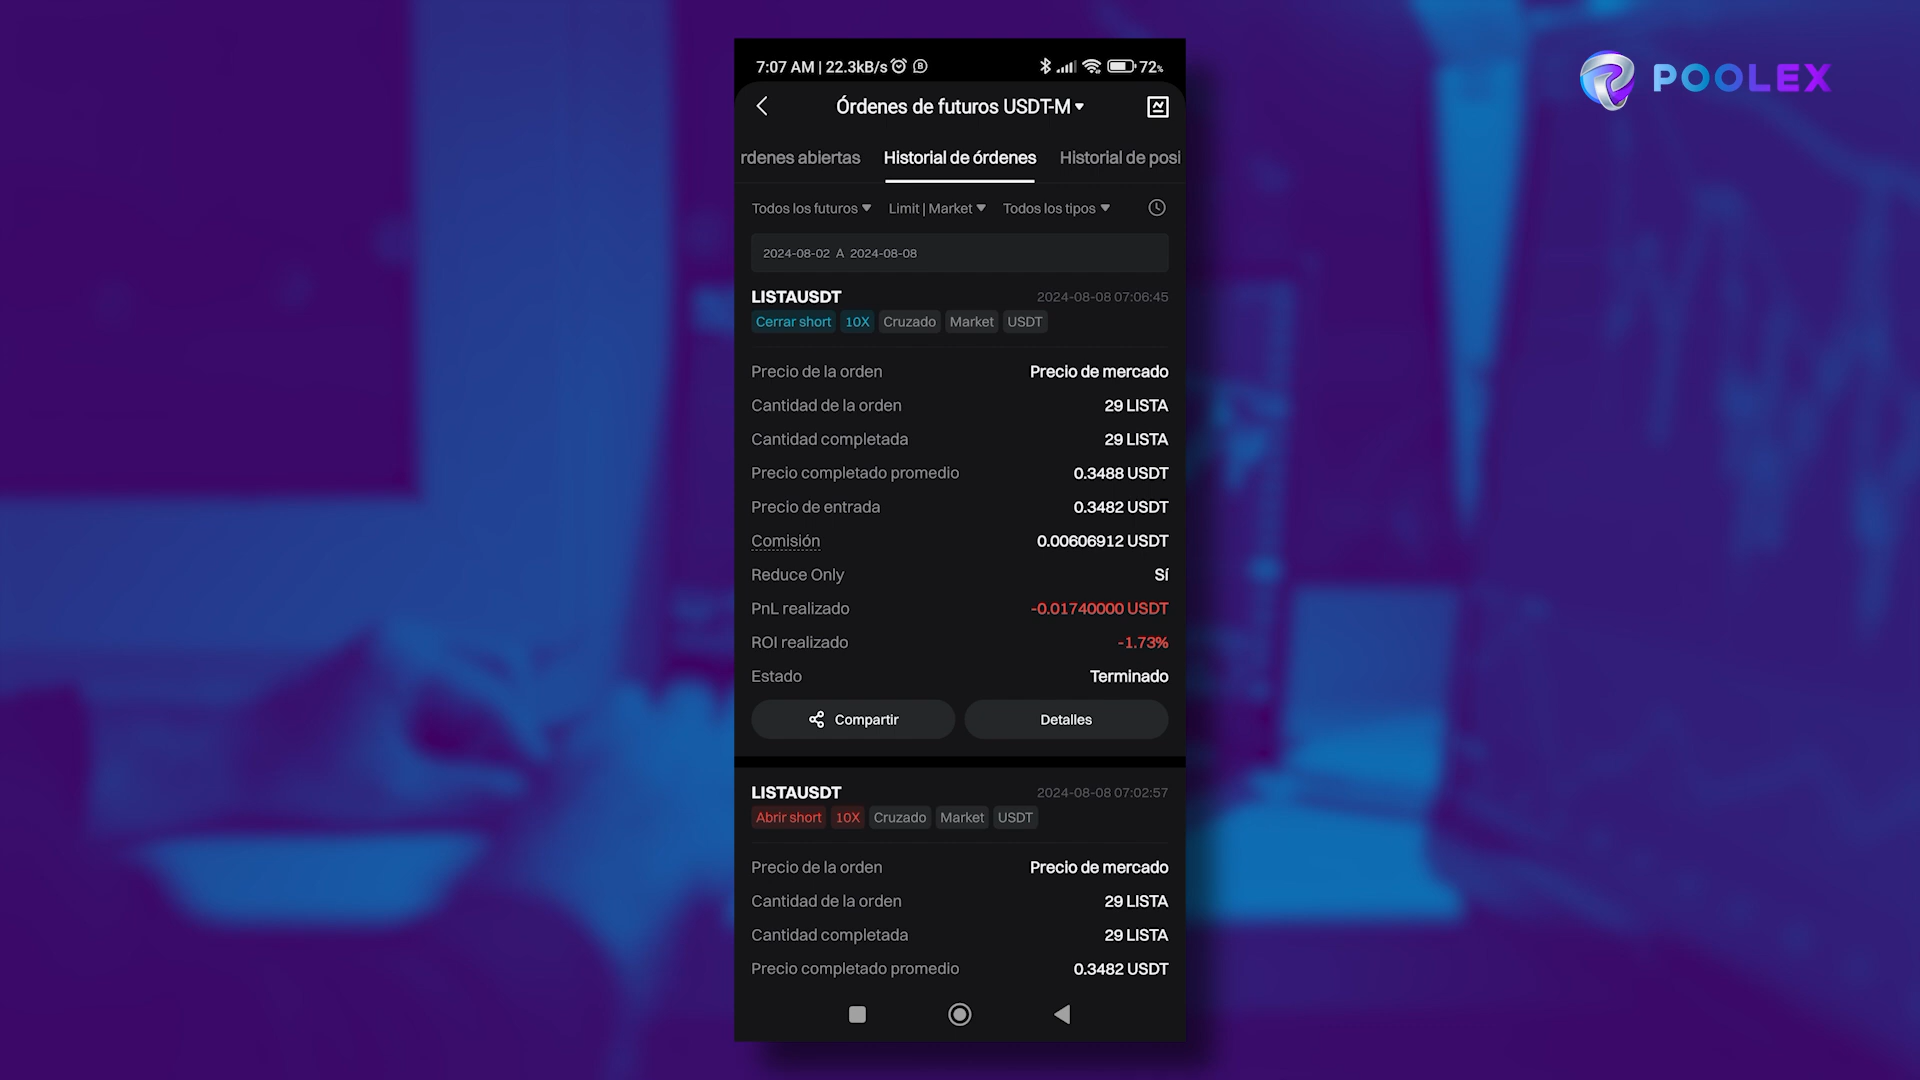 7:07 AM | 22.3kB/s 72%
POOLEX
Órdenes de futuros USDT-M
rdenes abiertas Historial de órdenes Historial de posi
Todos los futuros Limit | Market Todos los tipos
2024-08-02 A 2024-08-08
LISTAUSDT 2024-08-08 07:06:45
Cerrar short 10X Cruzado Market USDT
Precio de la orden Precio de mercado
Cantidad de la orden 29 LISTA
Cantidad completada 29 LISTA
Precio completado promedio 0.3488 USDT
Precio de entrada 0.3482 USDT
Comisión 0.00606912 USDT
Reduce Only Sí
PnL realizado -0.01740000 USDT
ROI realizado -1.73%
Estado Terminado
Compartir Detalles
LISTAUSDT 2024-08-08 07:02:57
Abrir short 10X Cruzado Market USDT
Precio de la orden Precio de mercado
Cantidad de la orden 29 LISTA
Cantidad completada 29 LISTA
Precio completado promedio 0.3482 USDT